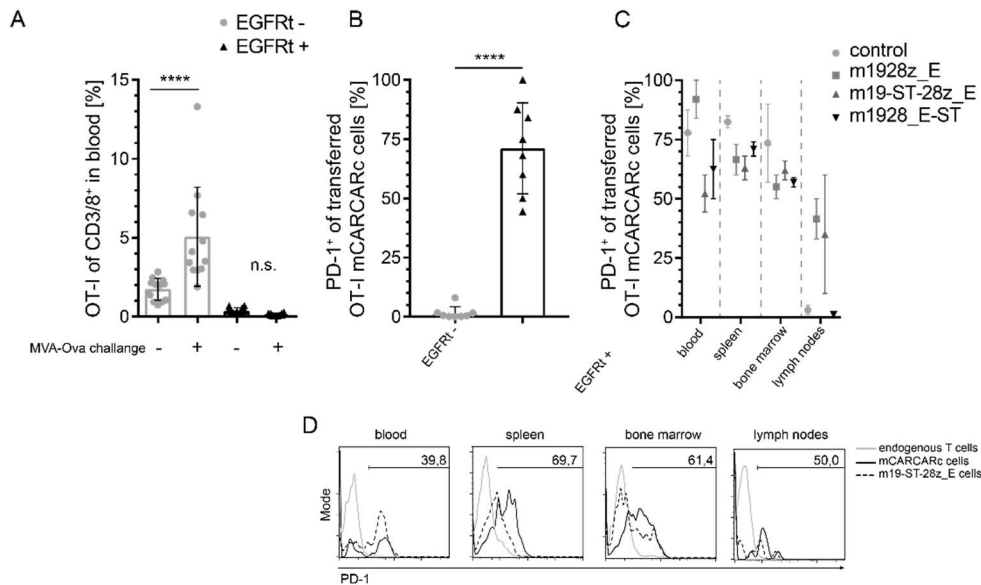 A
EGFRt -
EGFRt +
OT-I of CD3/8⁺ in blood [%]
15
10
5
0
****
n.s.
MVA-Ova challange
-
+
-
+
B
PD-1⁺ of transferred
OT-I mCARCARc cells [%]
100
75
50
25
0
****
EGFRt -
EGFRt +
C
PD-1⁺ of transferred
OT-I mCARCARc cells [%]
100
75
50
25
0
control
m1928z_E
m19-ST-28z_E
m1928_E-ST
blood
spleen
bone marrow
lymph nodes
D
blood
39,8
spleen
69,7
bone marrow
61,4
lymph nodes
50,0
Mode
PD-1
endogenous T cells
mCARCARc cells
m19-ST-28z_E cells